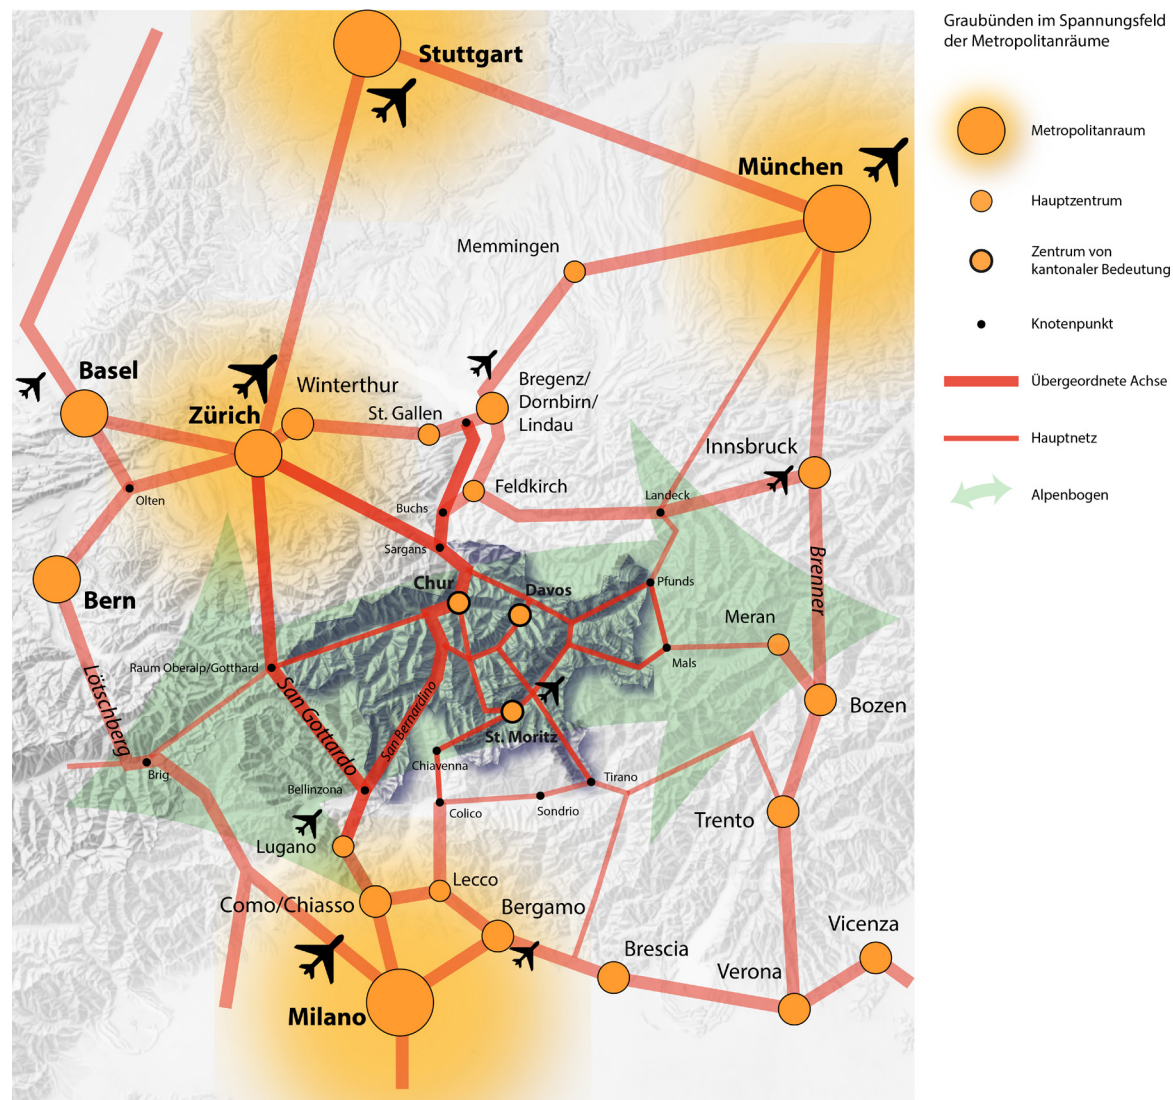 Graubünden im Spannungsfeld
der Metropolitanräume
Metropolitanraum
Hauptzentrum
Zentrum von
kantonaler Bedeutung
Knotenpunkt
Übergeordnete Achse
Hauptnetz
Alpenbogen
Stuttgart
München
Memmingen
Basel
Winterthur
Bregenz/
Dornbirn/
Lindau
Zürich
St. Gallen
Innsbruck
Feldkirch
Olten
Landeck
Buchs
Sargans
Brenner
Chur
Davos
Pfunds
Bern
Meran
Raum Oberalp/Gotthard
Mals
Lötschberg
San Gottardo
San Bernardino
Bozen
St. Moritz
Chiavenna
Brig
Tirano
Bellinzona
Colico
Sondrio
Trento
Lugano
Lecco
Como/Chiasso
Bergamo
Vicenza
Brescia
Verona
Milano